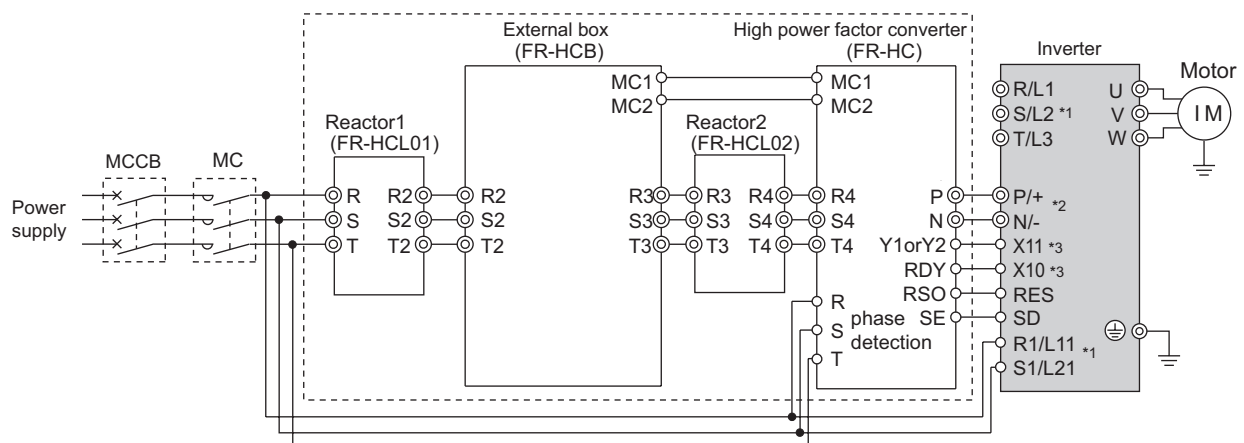 External box
(FR-HCB)
High power factor converter
(FR-HC)
Inverter
Motor
MC1
MC2
MC1
MC2
R/L1
S/L2 *1
T/L3
U
V
W
IM
Reactor1
(FR-HCL01)
Reactor2
(FR-HCL02)
MCCB
MC
Power
supply
R R2 R2 R3 R3 R4 R4 P P/+ *2
S S2 S2 S3 S3 S4 S4 N N/-
T T2 T2 T3 T3 T4 T4 Y1orY2 X11 *3
RDY X10 *3
RSO RES
SE SD
R
S
T
phase
detection
R1/L11 *1
S1/L21